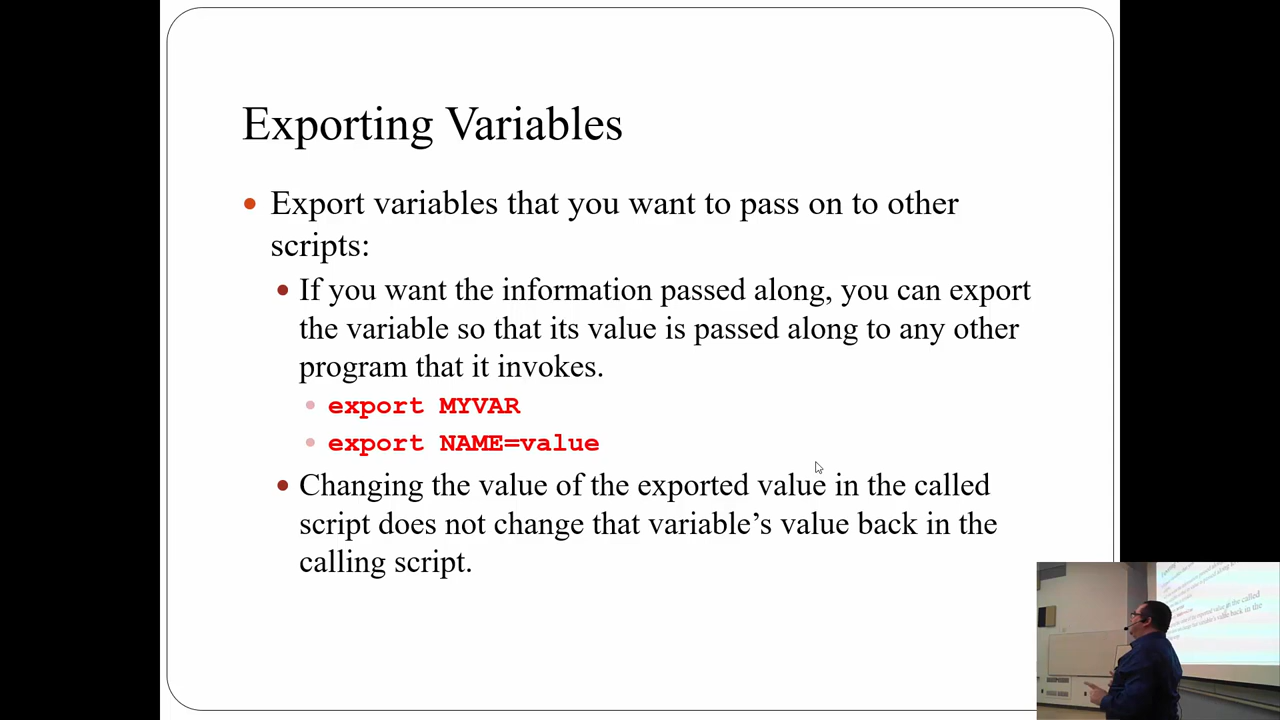 Exporting Variables
Export variables that you want to pass on to other
scripts:
If you want the information passed along, you can export
the variable so that its value is passed along to any other
program that it invokes.
export MYVAR
export NAME=value
Changing the value of the exported value in the called
script does not change that variable’s value back in the
calling script.